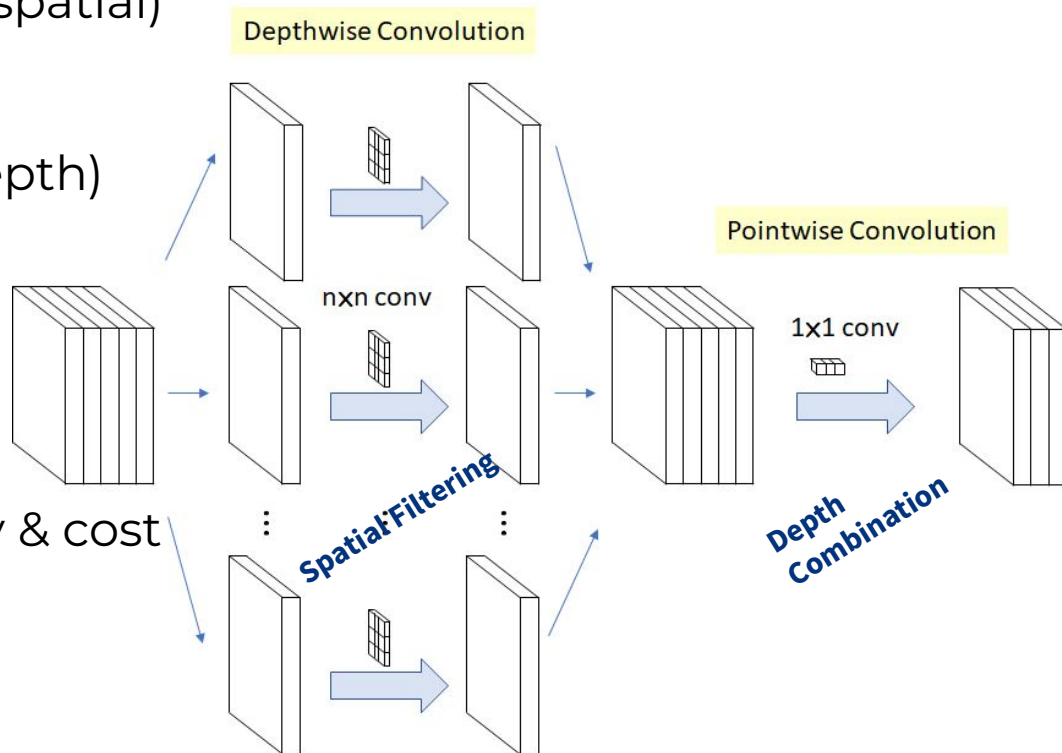 spatial)
Depthwise Convolution
epth)
Pointwise Convolution
nxn conv
1x1 conv
Spatial Filtering
Depth
Combination
& cost